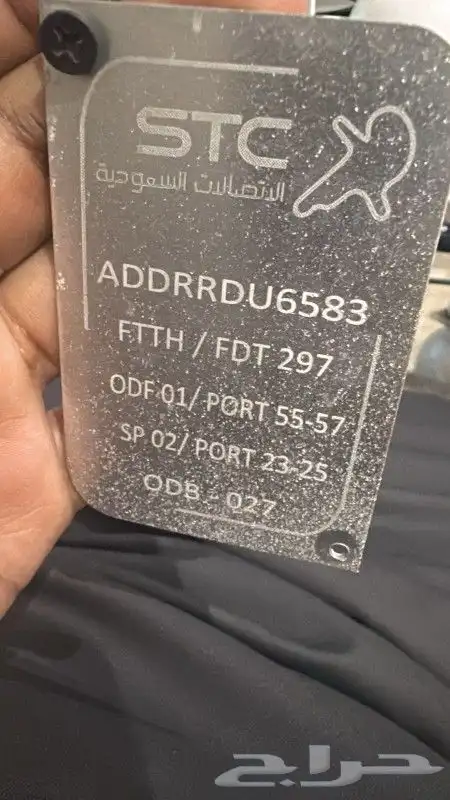 STC
الاتصالات السعودية
ADDRRDU6583
FTTH / FDT 297
ODF 01/ PORT 55-57
SP 02/ PORT 23-25
ODB - 027
حراج